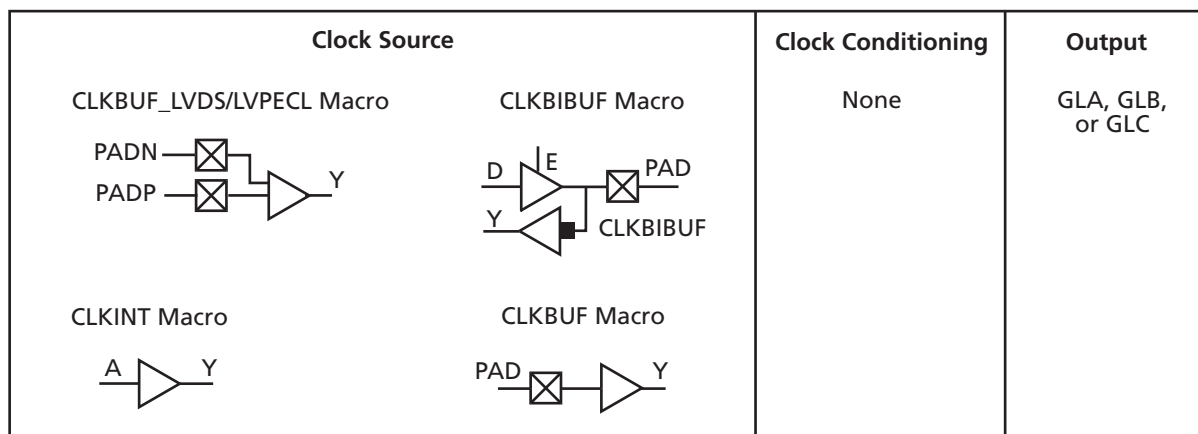 Clock Source
Clock Conditioning
Output
CLKBUF_LVDS/LVPECL Macro
PADN
PADP
Y
CLKBIBUF Macro
D
E
PAD
Y
CLKBIBUF
None
GLA, GLB,
or GLC
CLKINT Macro
A
Y
CLKBUF Macro
PAD
Y